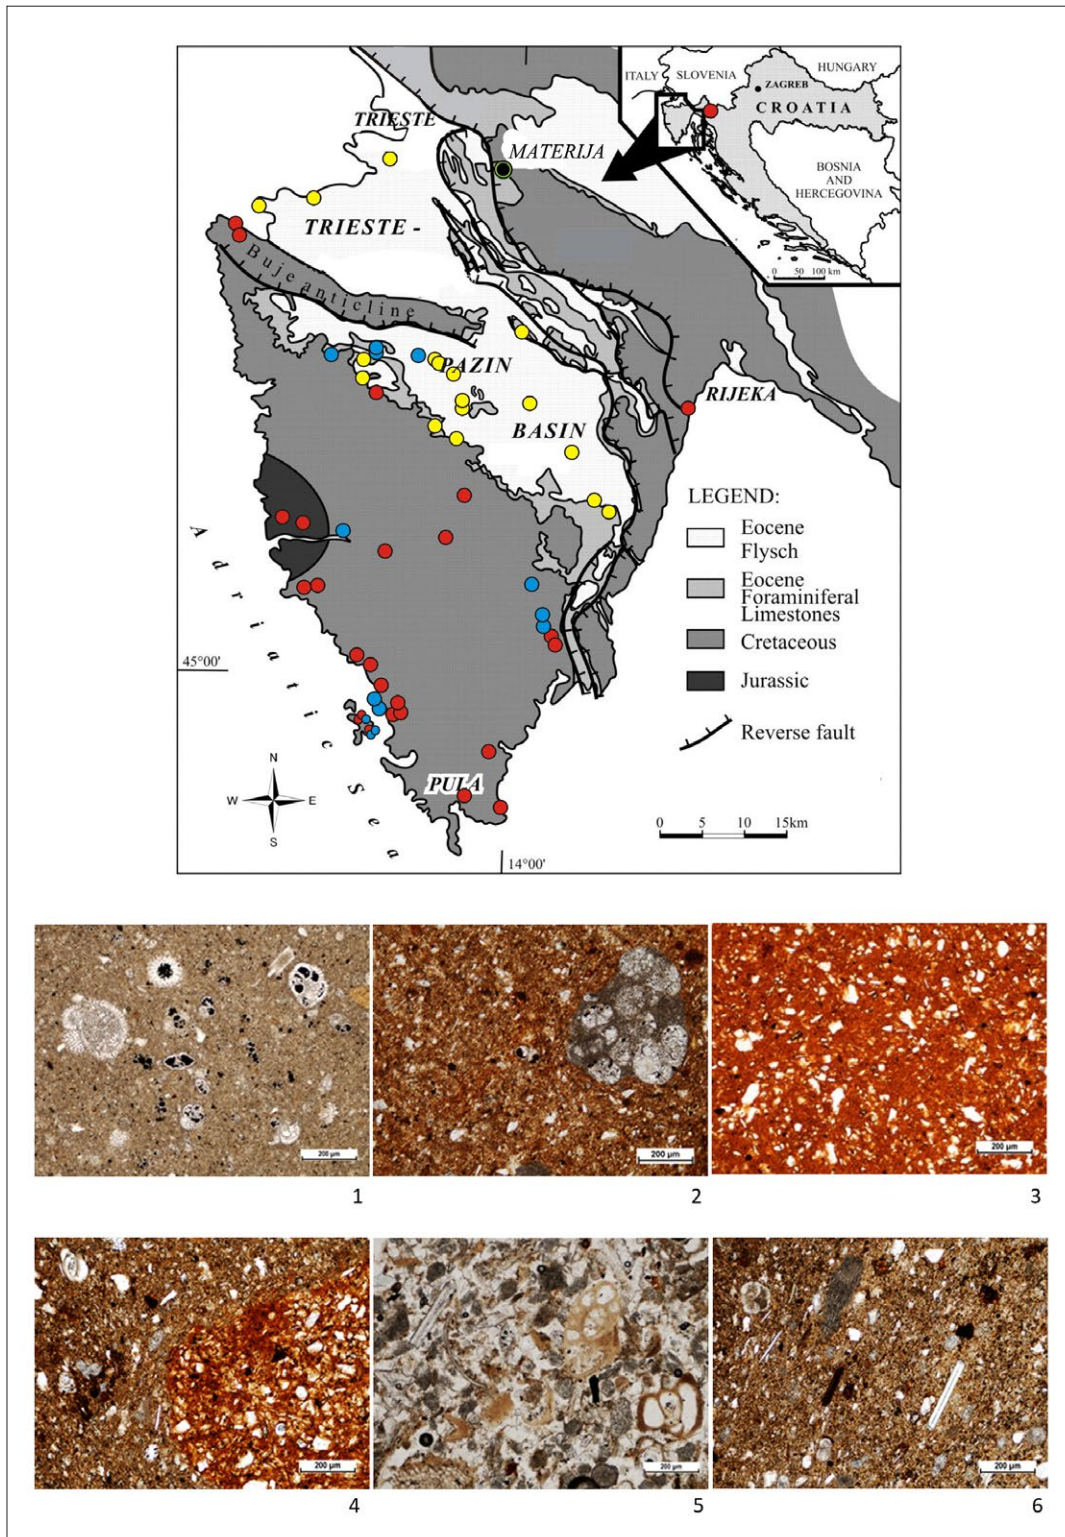 ITALY
SLOVENIA
HUNGARY
ZAGREB
CROATIA
BOSNIA
AND
HERCEGOVINA
0 50 100 km
TRIESTE
MATERIJA
TRIESTE -
Buje anticline
PAZIN
BASIN
RIJEKA
LEGEND:
Eocene
Flysch
Eocene
Foraminiferal
Limestones
Cretaceous
Jurassic
Reverse fault
Adriatic Sea
45°00'
PULA
N
W E
S
0 5 10 15km
14°00'
200 µm
200 µm
200 µm
1
2
3
200 µm
200 µm
200 µm
4
5
6